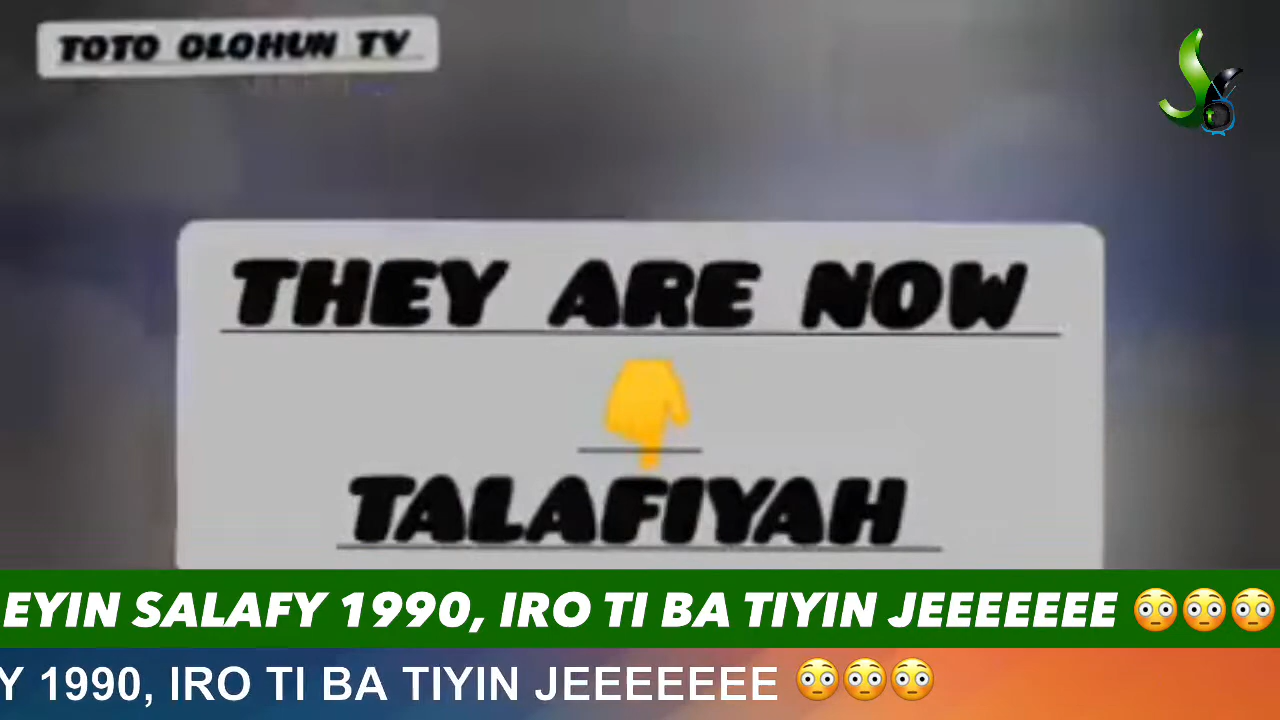 TOTO OLOHUN TV
THEY ARE NOW
👇
TALAFIYAH
EYIN SALAFY 1990, IRO TI BA TIYIN JEEEEEEE 😳😳😳
Y 1990, IRO TI BA TIYIN JEEEEEEE 😳😳😳